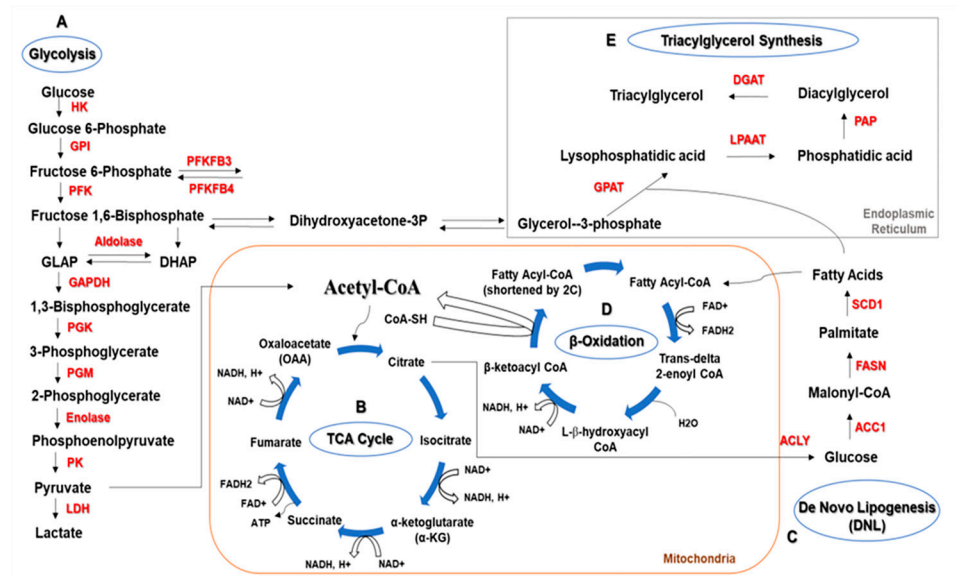 A
Glycolysis
Glucose
HK
Glucose 6-Phosphate
GPI
Fructose 6-Phosphate
PFKFB3
PFKFB4
PFK
Fructose 1,6-Bisphosphate
Dihydroxyacetone-3P
Aldolase
GLAP
DHAP
GAPDH
1,3-Bisphosphoglycerate
PGK
3-Phosphoglycerate
PGM
2-Phosphoglycerate
Enolase
Phosphoenolpyruvate
PK
Pyruvate
LDH
Lactate
E
Triacylglycerol Synthesis
DGAT
Triacylglycerol
Diacylglycerol
PAP
LPAAT
Lysophosphatidic acid
Phosphatidic acid
GPAT
Glycerol--3-phosphate
Endoplasmic
Reticulum
Acetyl-CoA
CoA-SH
Oxaloacetate
(OAA)
Citrate
NADH, H+
NAD+
B
TCA Cycle
Fumarate
Isocitrate
NAD+
NADH, H+
FADH2
FAD+
ATP
Succinate
α-ketoglutarate
(α-KG)
NADH, H+
NAD+
Fatty Acyl-CoA
(shortened by 2C)
Fatty Acyl-CoA
FAD+
FADH2
D
β-Oxidation
β-ketoacyl CoA
Trans-delta
2-enoyl CoA
NADH, H+
NAD+
H2O
L-β-hydroxyacyl
CoA
Mitochondria
Fatty Acids
SCD1
Palmitate
FASN
Malonyl-CoA
ACC1
ACLY
Glucose
De Novo Lipogenesis
(DNL)
C